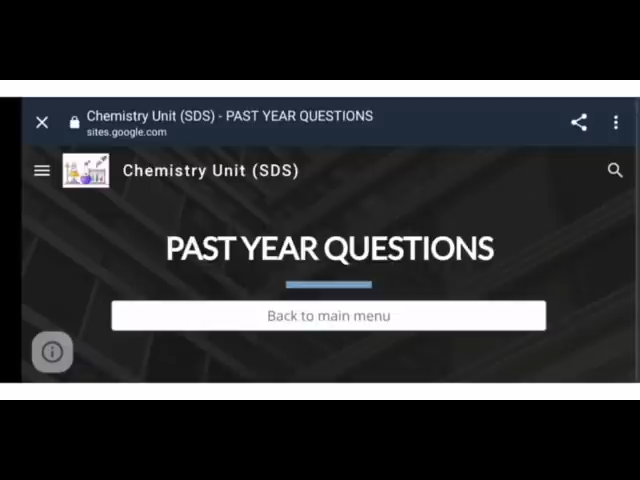 Chemistry Unit (SDS) - PAST YEAR QUESTIONS
sites.google.com
Chemistry Unit (SDS)
PAST YEAR QUESTIONS
Back to main menu